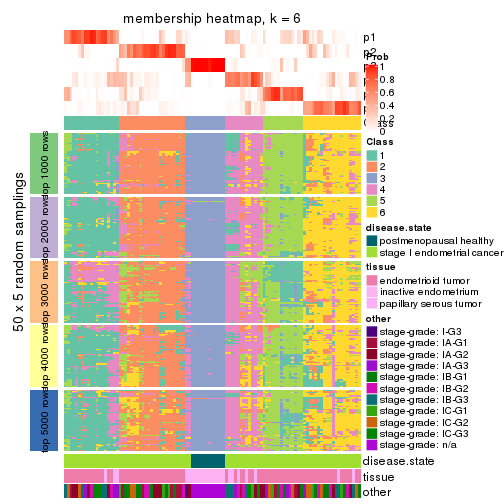 membership heatmap, k = 6
p1
p2
Prob
1
0.8
0.6
0.4
0.2
0
Class
1
2
3
4
5
6
disease.state
postmenopausal healthy
stage I endometrial cancer
tissue
endometrioid tumor
inactive endometrium
papillary serous tumor
other
stage-grade: I-G3
stage-grade: IA-G1
stage-grade: IA-G2
stage-grade: IA-G3
stage-grade: IB-G1
stage-grade: IB-G2
stage-grade: IB-G3
stage-grade: IC-G1
stage-grade: IC-G2
stage-grade: IC-G3
stage-grade: n/a
50 x 5 random samplings
top 1000 rows
top 2000 rows
top 3000 rows
top 4000 rows
top 5000 rows
disease.state
tissue
other